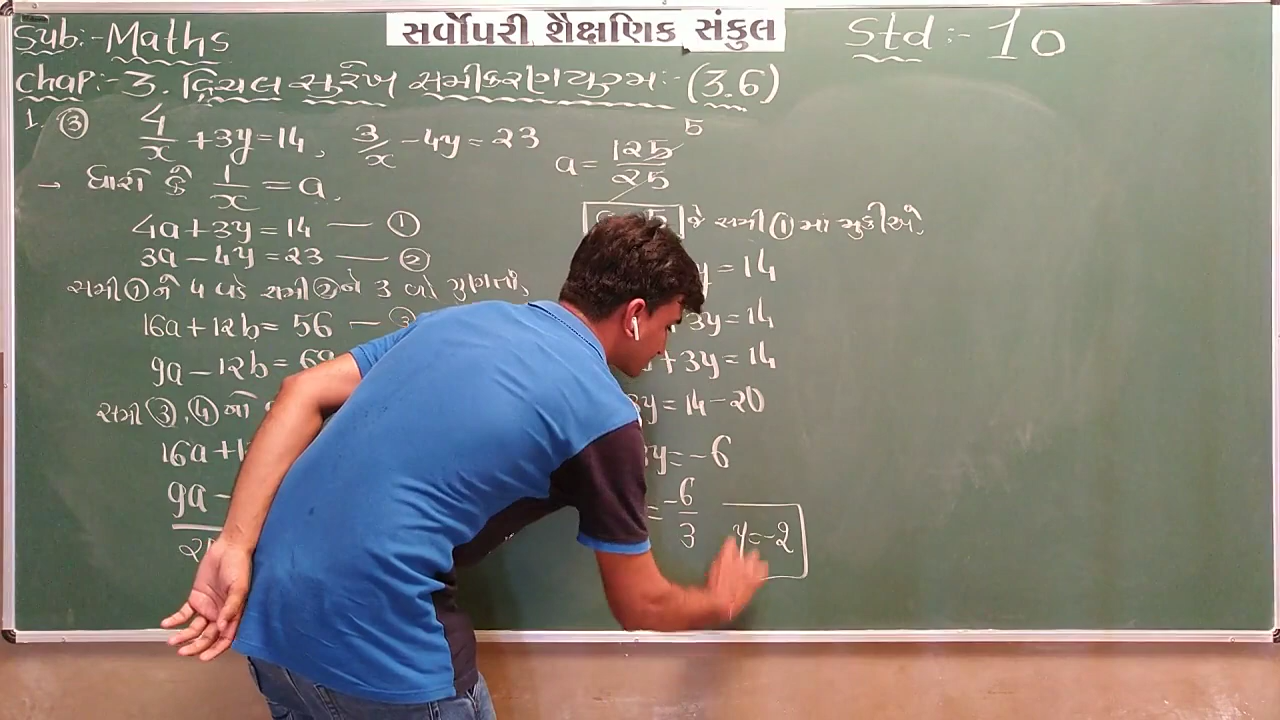 સર્વોપરી શૈક્ષણિક સંકુલ
Sub:- Maths
Std :- 10
Chap:- 3. દ્વિચલ સુરેખ સમીકરણયુગ્મ:- (3.6)
1. ③ 4/x + 3y = 14, 3/x - 4y = 23
→ ધારો કે 1/x = a,
4a + 3y = 14 — ①
3a - 4y = 23 — ②
સમી ① ને 4 વડે સમી ② ને 3 વડે ગુણતાં,
16a + 12b = 56 — ③
9a - 12b = 69
સમી ③, ④ નો
16a + 1
9a -
a = 125/25
5
જે સમી ① માં મુકીએ,
= 14
3y = 14
+ 3y = 14
y = 14 - 20
3y = -6
= -6/3
y = -2